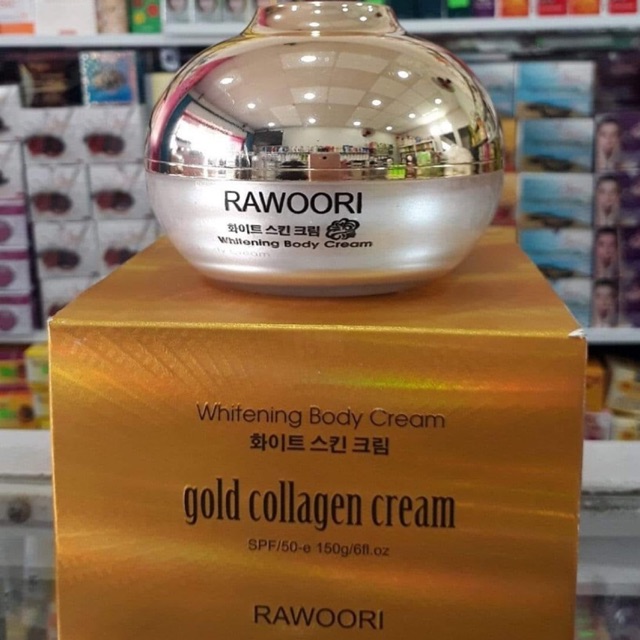 RAWOORI
화이트 스킨 크림
Whitening Body Cream
Cream
Whitening Body Cream
화이트 스킨 크림
gold collagen cream
SPF/50-e 150g/6fl.oz
RAWOORI